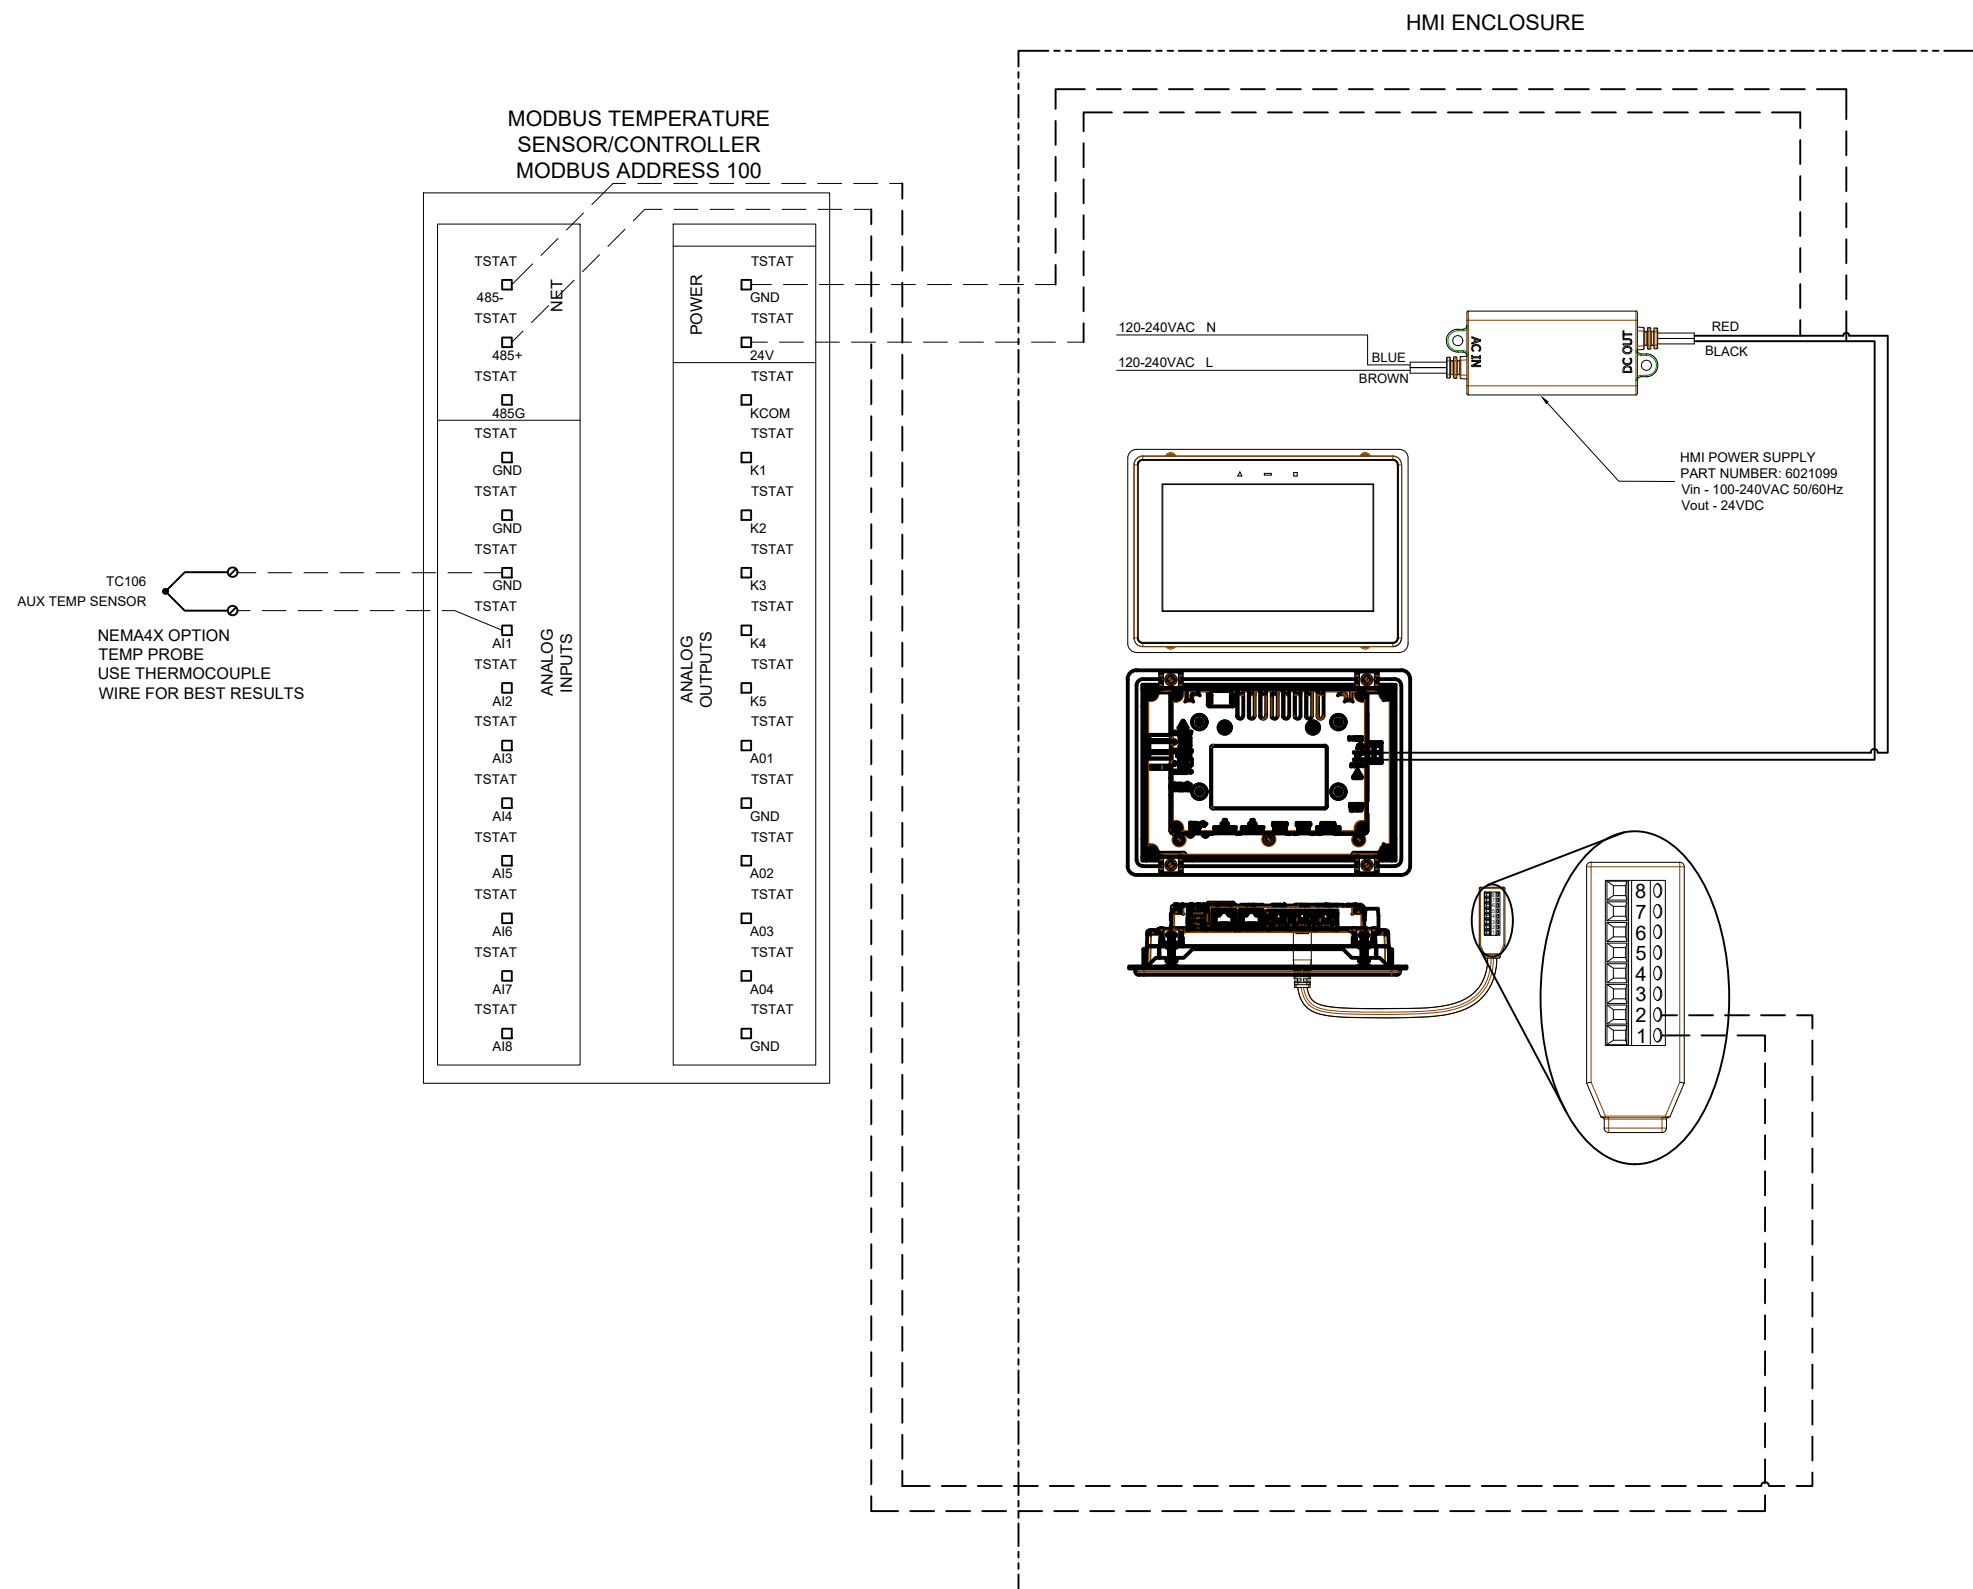 HMI ENCLOSURE
MODBUS TEMPERATURE
SENSOR/CONTROLLER
MODBUS ADDRESS 100
TSTAT
485-
TSTAT
485+
TSTAT
485G
NET
TSTAT
GND
TSTAT
GND
TSTAT
GND
TSTAT
AI1
TSTAT
AI2
TSTAT
AI3
TSTAT
AI4
TSTAT
AI5
TSTAT
AI6
TSTAT
AI7
TSTAT
AI8
ANALOG
INPUTS
POWER
TSTAT
GND
TSTAT
24V
TSTAT
KCOM
TSTAT
K1
TSTAT
K2
TSTAT
K3
TSTAT
K4
TSTAT
K5
TSTAT
A01
TSTAT
GND
TSTAT
A02
TSTAT
A03
TSTAT
A04
TSTAT
GND
ANALOG
OUTPUTS
TC106
AUX TEMP SENSOR
NEMA4X OPTION
TEMP PROBE
USE THERMOCOUPLE
WIRE FOR BEST RESULTS
120-240VAC N
120-240VAC L
BLUE
BROWN
AC IN
DC OUT
RED
BLACK
HMI POWER SUPPLY
PART NUMBER: 6021099
Vin - 100-240VAC 50/60Hz
Vout - 24VDC
8
7
6
5
4
3
2
1